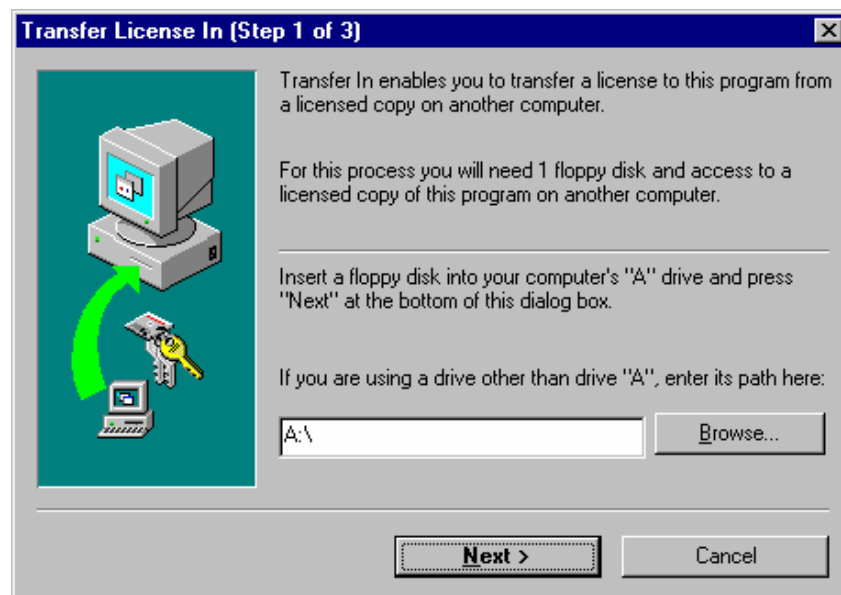 Transfer License In (Step 1 of 3)
Transfer In enables you to transfer a license to this program from
a licensed copy on another computer.
For this process you will need 1 floppy disk and access to a
licensed copy of this program on another computer.
Insert a floppy disk into your computer's "A" drive and press
"Next" at the bottom of this dialog box.
If you are using a drive other than drive "A", enter its path here:
A:\
Browse...
Next >
Cancel